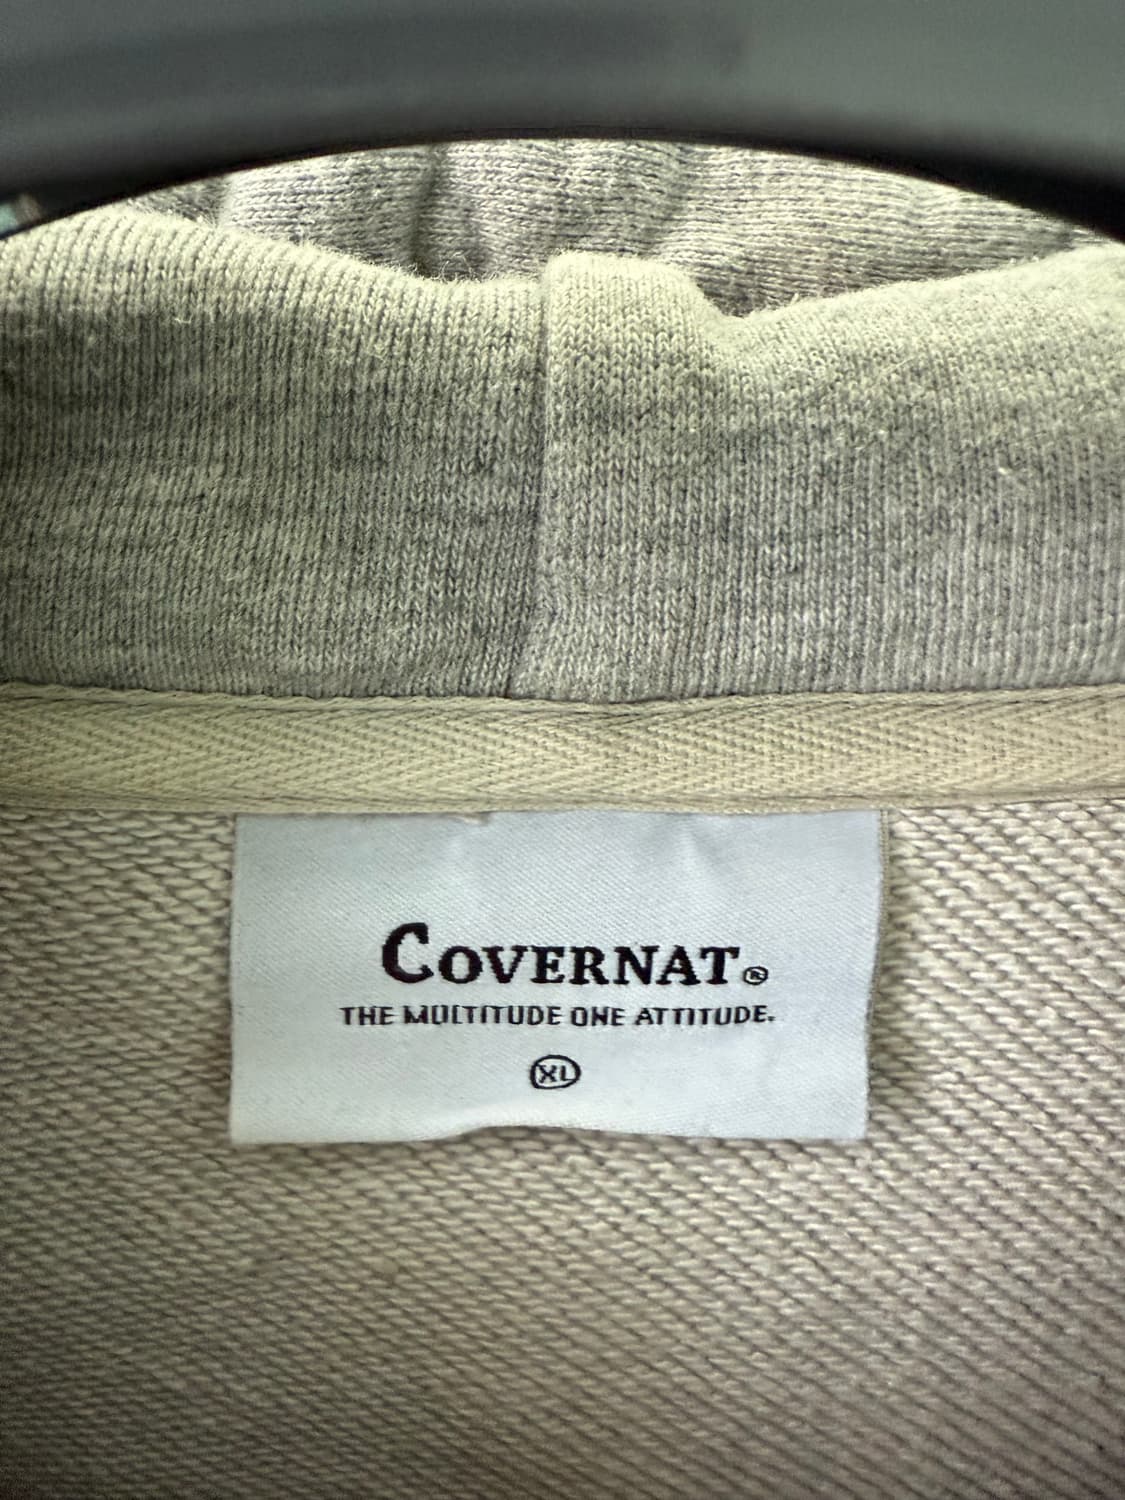 COVERNAT®
THE MULTITUDE ONE ATTITUDE.
XL